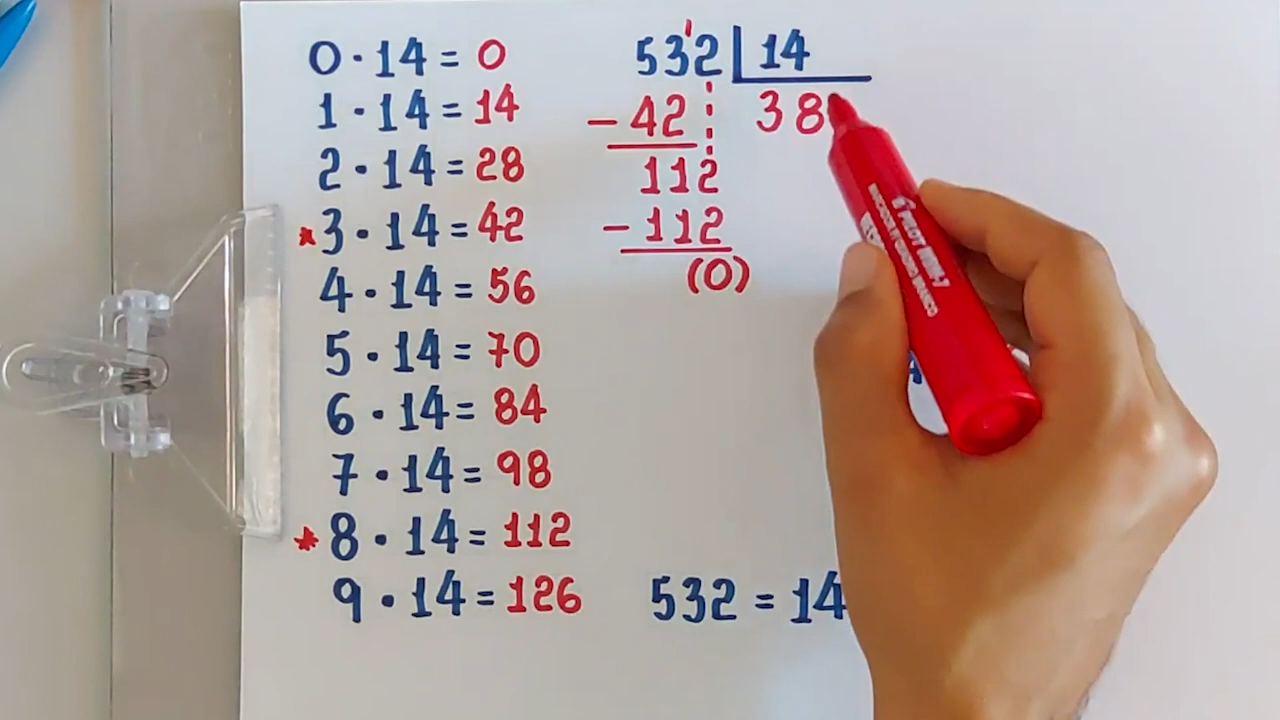 0 · 14 = 0
1 · 14 = 14
2 · 14 = 28
* 3 · 14 = 42
4 · 14 = 56
5 · 14 = 70
6 · 14 = 84
7 · 14 = 98
* 8 · 14 = 112
9 · 14 = 126
532 14
- 42 38
112
- 112
(0)
532 = 14
PILOT